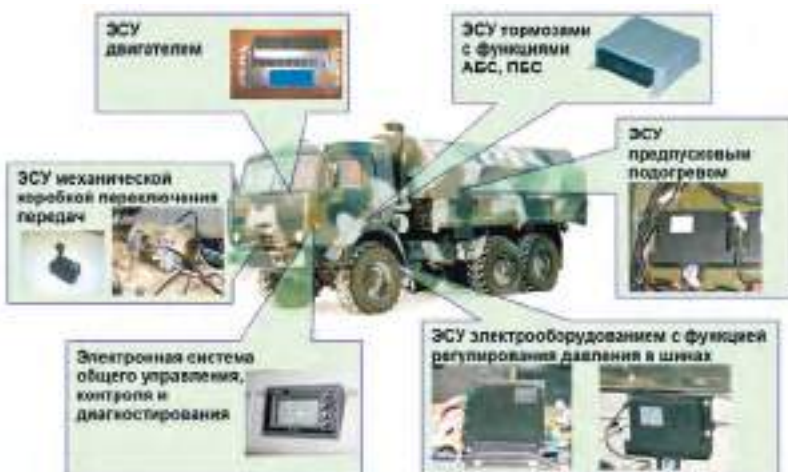 ЭСУ
двигателем
ЭСУ тормозами
с функциями
АБС, ПБС
ЭСУ
предпусковым
подогревом
ЭСУ механической
коробкой переключения
передач
Электронная система
общего управления,
контроля и
диагностирования
ЭСУ электрооборудованием с функцией
регулирования давления в шинах